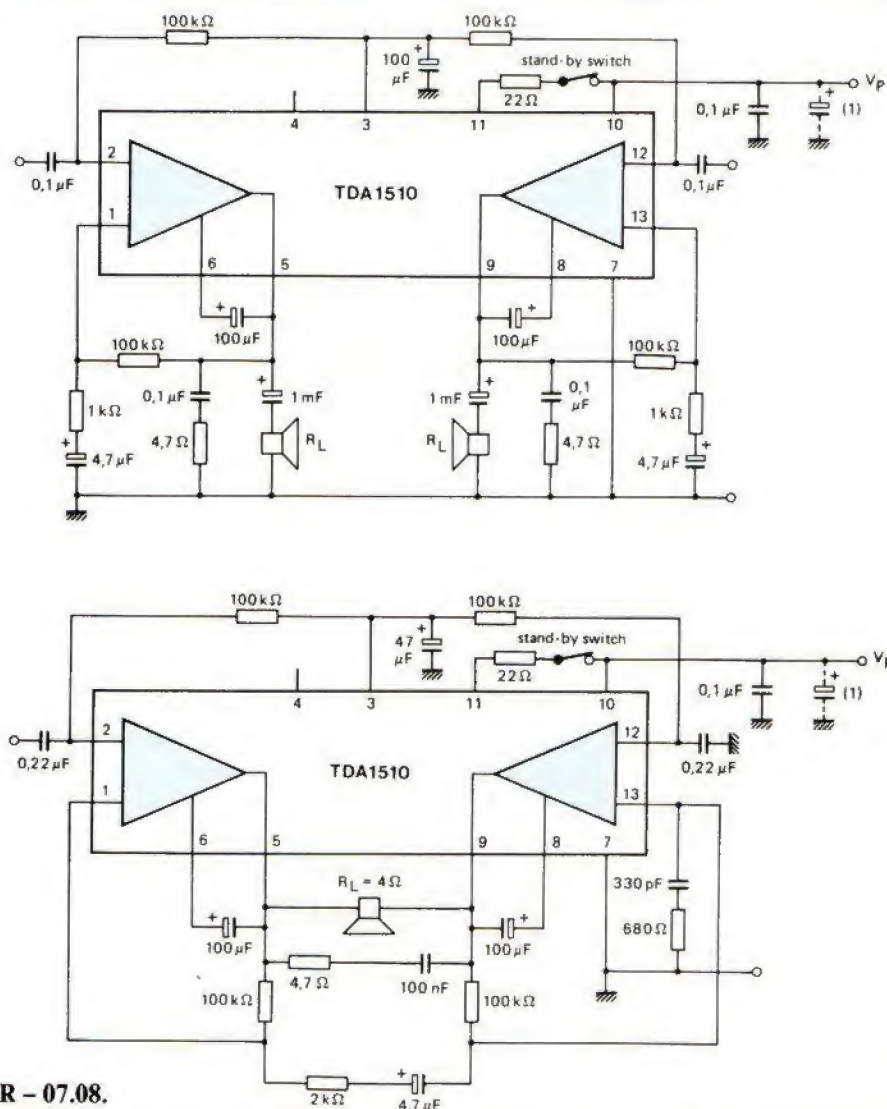 100 kΩ
100 kΩ
+
100
μF
stand-by switch
22Ω
VP
0,1 μF
+
(1)
4
3
11
10
2
12
0,1 μF
TDA1510
0,1 μF
1
13
6
5
9
8
7
+
100 μF
+
100 μF
100 kΩ
100 kΩ
0,1 μF
+
1 mF
1 mF
+
0,1
μF
1 kΩ
RL
RL
1 kΩ
+
4,7 μF
4,7 Ω
4,7 Ω
+
4,7 μF
100 kΩ
100 kΩ
+
47
μF
stand-by switch
22Ω
0,1 μF
+
(1)
4
3
11
10
2
12
0,22 μF
TDA1510
0,22 μF
1
13
6
5
9
8
7
RL = 4 Ω
330 pF
+
100 μF
+
100 μF
680 Ω
4,7 Ω
100 nF
100 kΩ
100 kΩ
2 kΩ
+
4,7 μF
R – 07.08.